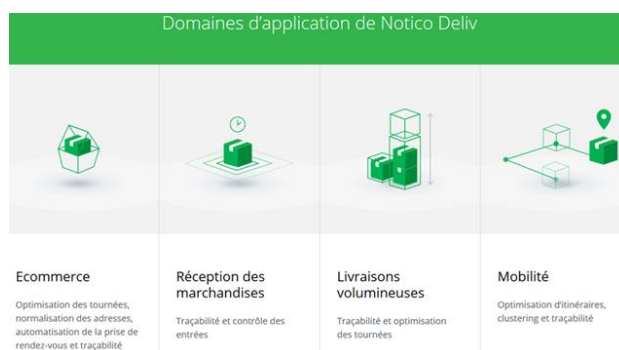 Domaines d'application de Notico Deliv
Ecommerce
Optimisation des tournées,
normalisation des adresses,
automatisation de la prise de
rendez-vous et traçabilité
Réception des
marchandises
Traçabilité et contrôle des
entrées
Livraisons
volumineuses
Traçabilité et optimisation
des tournées
Mobilité
Optimisation d'itinéraires,
clustering et traçabilité